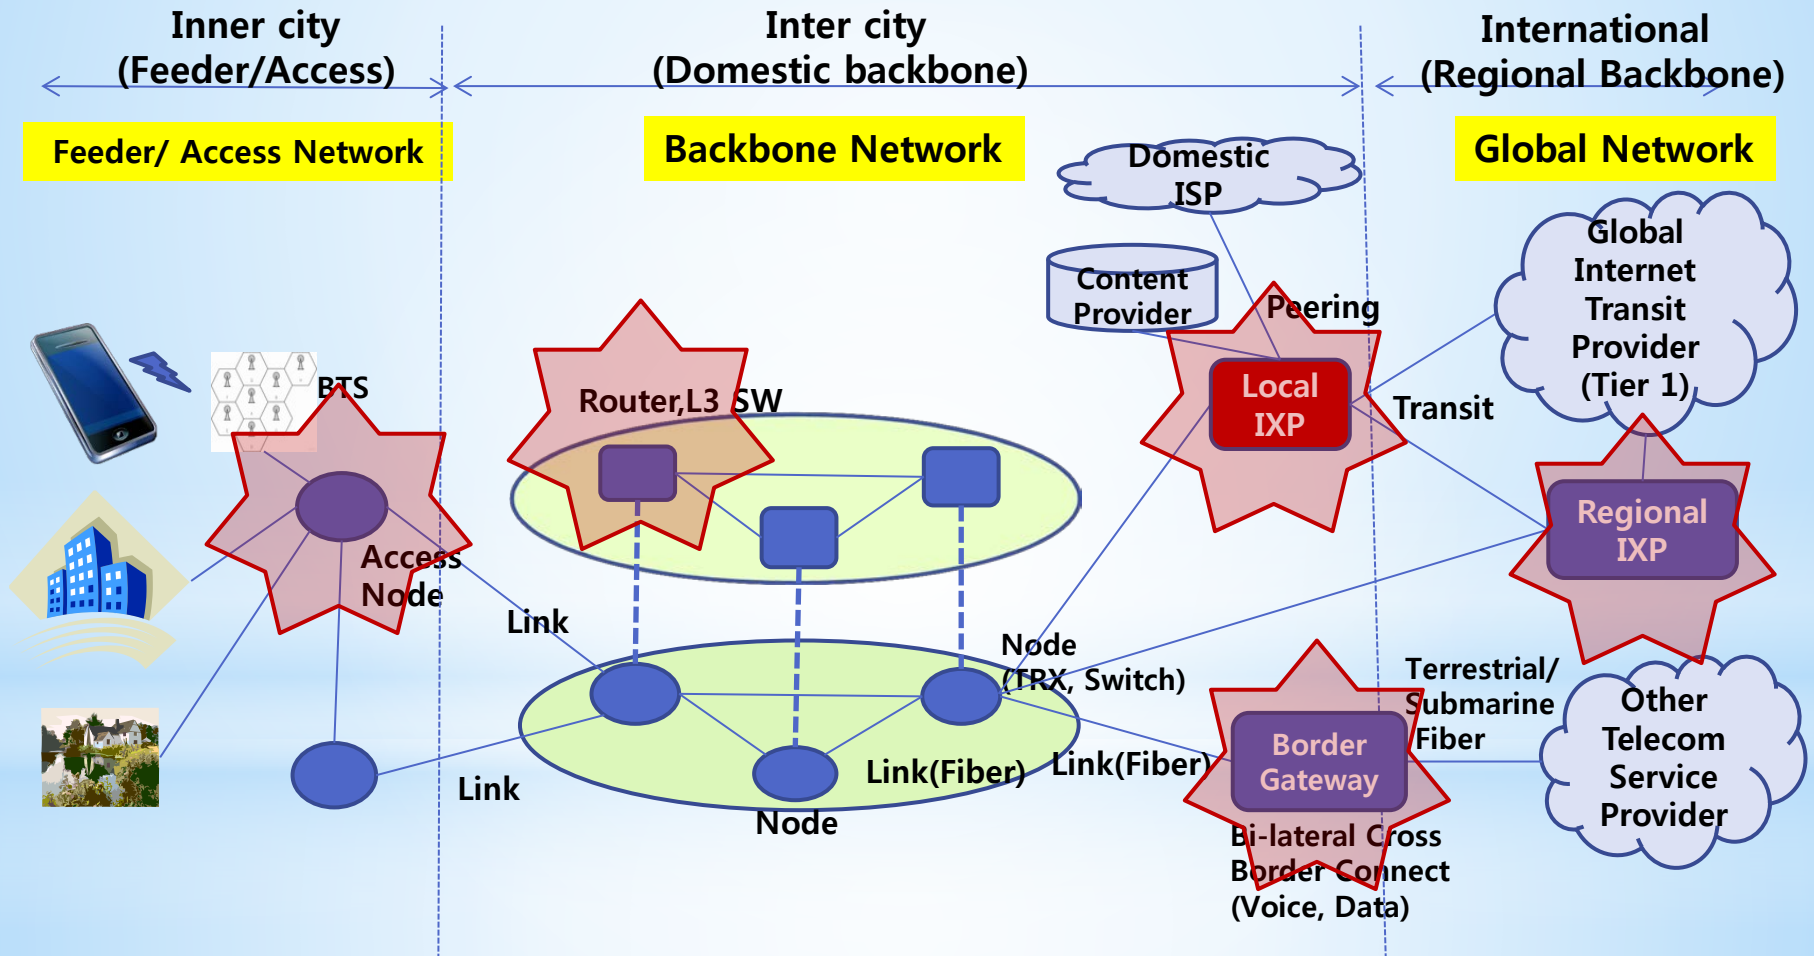 Inner city
(Feeder/Access)
Inter city
(Domestic backbone)
International
(Regional Backbone)
Feeder/ Access Network
Backbone Network
Global Network
Domestic
ISP
Content
Provider
Peering
Global
Internet
Transit
Provider
(Tier 1)
BTS
Router,L3 SW
Local
IXP
Transit
Regional
IXP
Access
Node
Link
Node
(TRX, Switch)
Terrestrial/
Submarine
Fiber
Other
Telecom
Service
Provider
Border
Gateway
Link
Link(Fiber)
Link(Fiber)
Node
Bi-lateral Cross
Border Connect
(Voice, Data)